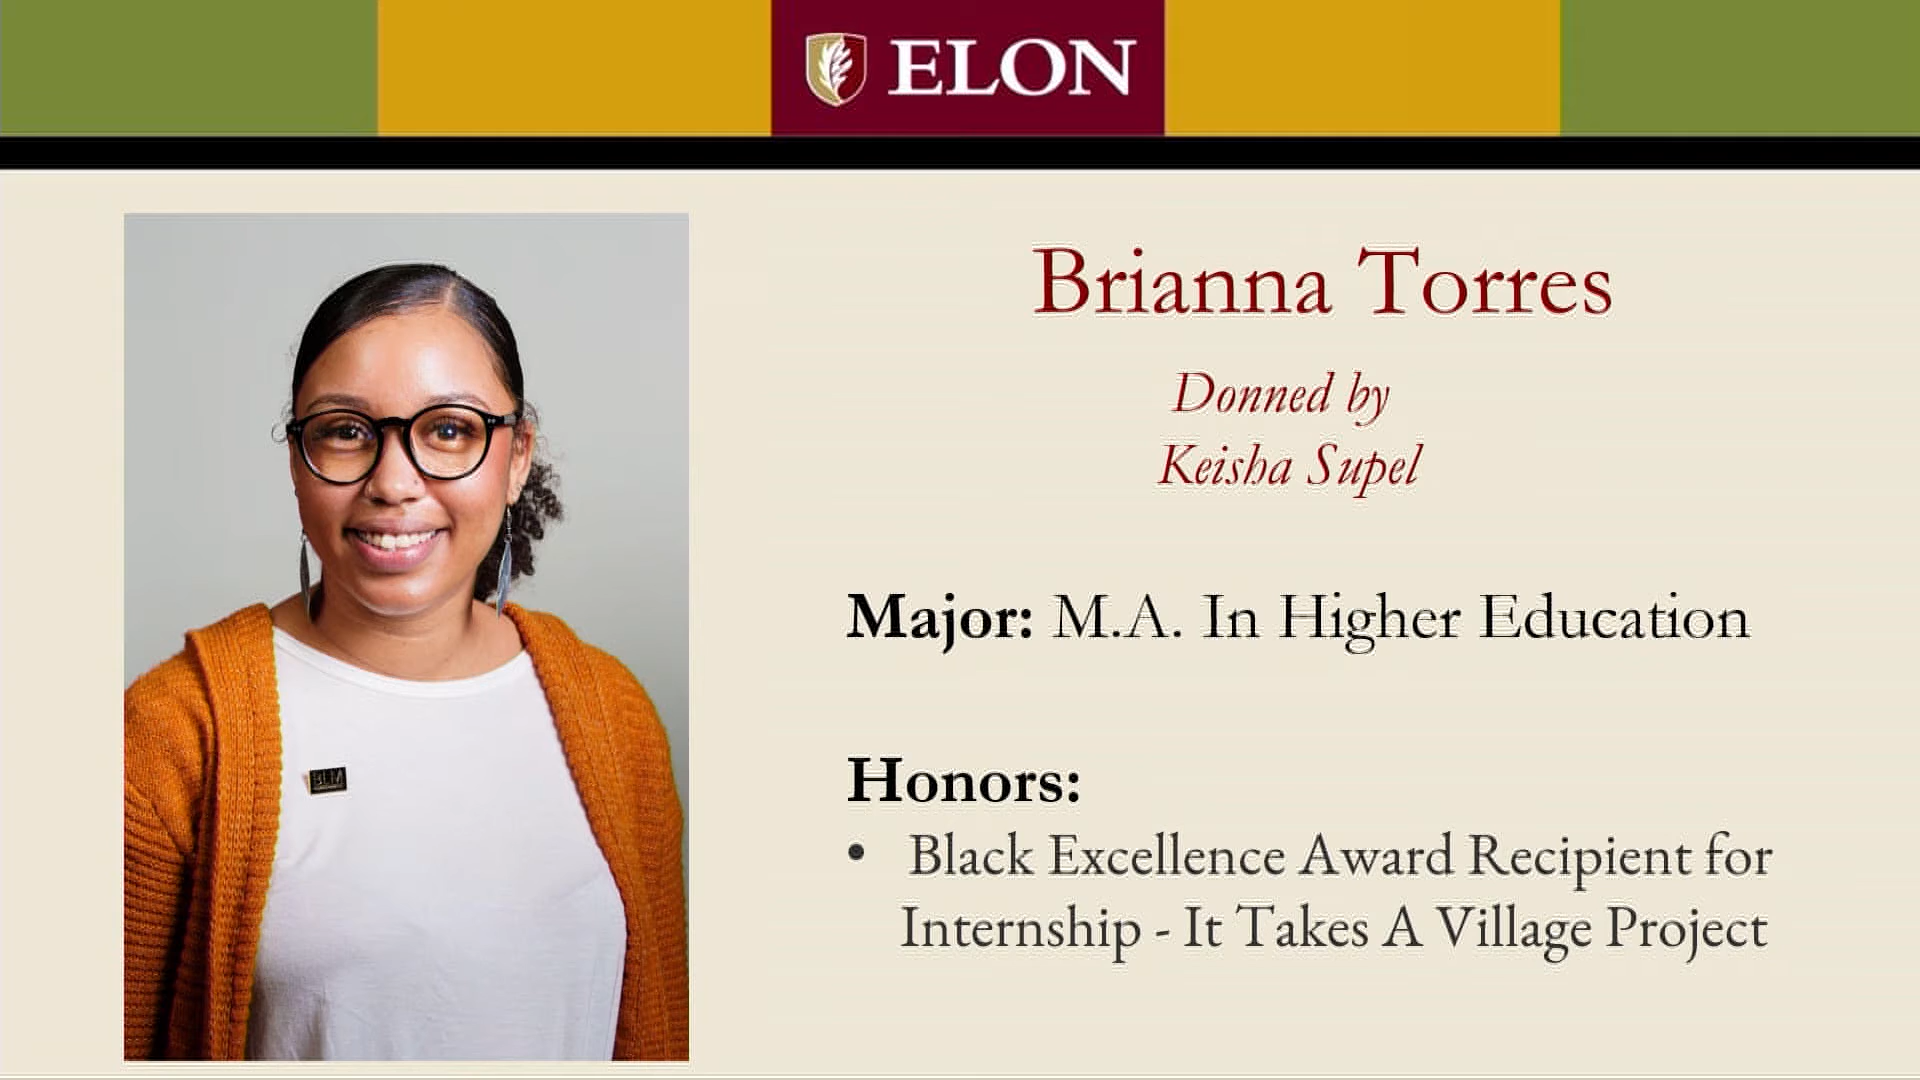 ELON
Brianna Torres
Donned by
Keisha Supel
Major: M.A. In Higher Education
Honors:
• Black Excellence Award Recipient for
Internship - It Takes A Village Project
BLM